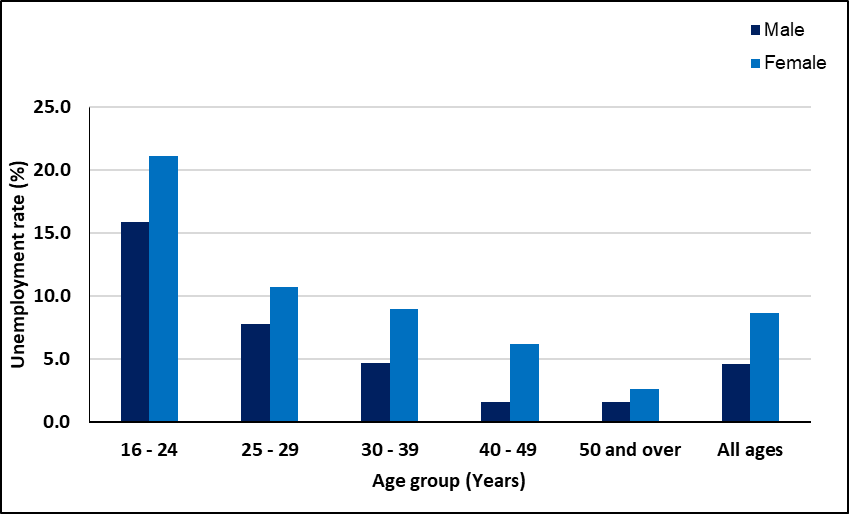 Male
Female
25.0
20.0
15.0
10.0
5.0
0.0
Unemployment rate (%)
16 - 24
25 - 29
30 - 39
40 - 49
50 and over
All ages
Age group (Years)